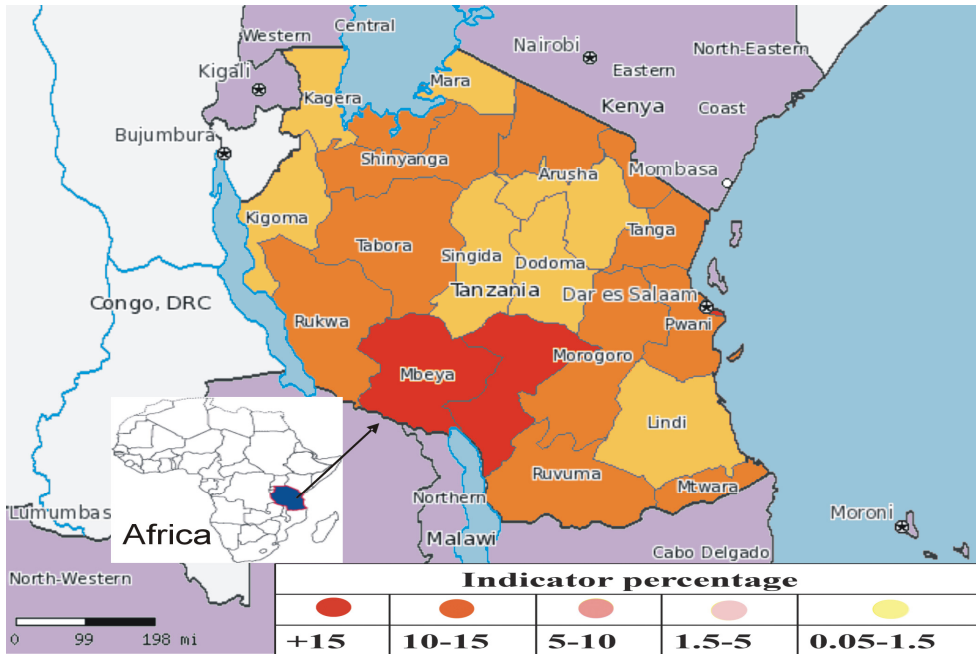 Central
Western
Nairobi
North-Eastern
Kigali
Eastern
Mara
Kagera
Kenya
Coast
Bujumbura
Shinyanga
Arusha
Mombasa
Kigoma
Tanga
Tabora
Singida
Dodoma
Tanzania
Dar es Salaam
Congo, DRC
Rukwa
Pwani
Morogoro
Mbeya
Lindi
Ruvuma
Mtwara
Northern
Lumumbas
Moroni
Africa
Malawi
Cabo Delgado
North-Western
Indicator percentage
+15 10-15 5-10 1.5-5 0.05-1.5
0 99 198 mi